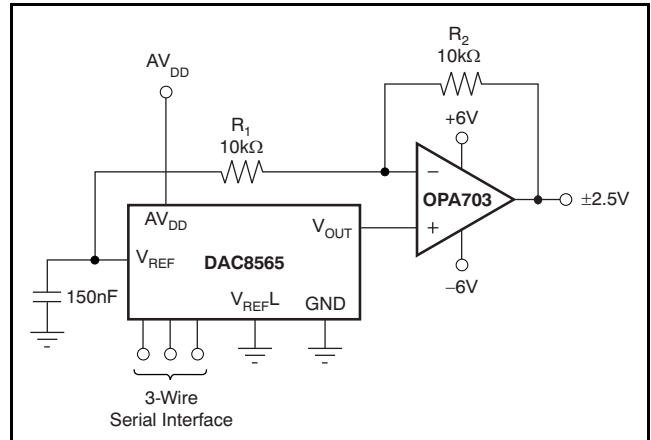 R2
10kΩ
AVDD
+6V
R1
10kΩ
−
OPA703
±2.5V
+
AVDD
VOUT
VREF
DAC8565
−6V
150nF
VREFL
GND
3-Wire
Serial Interface